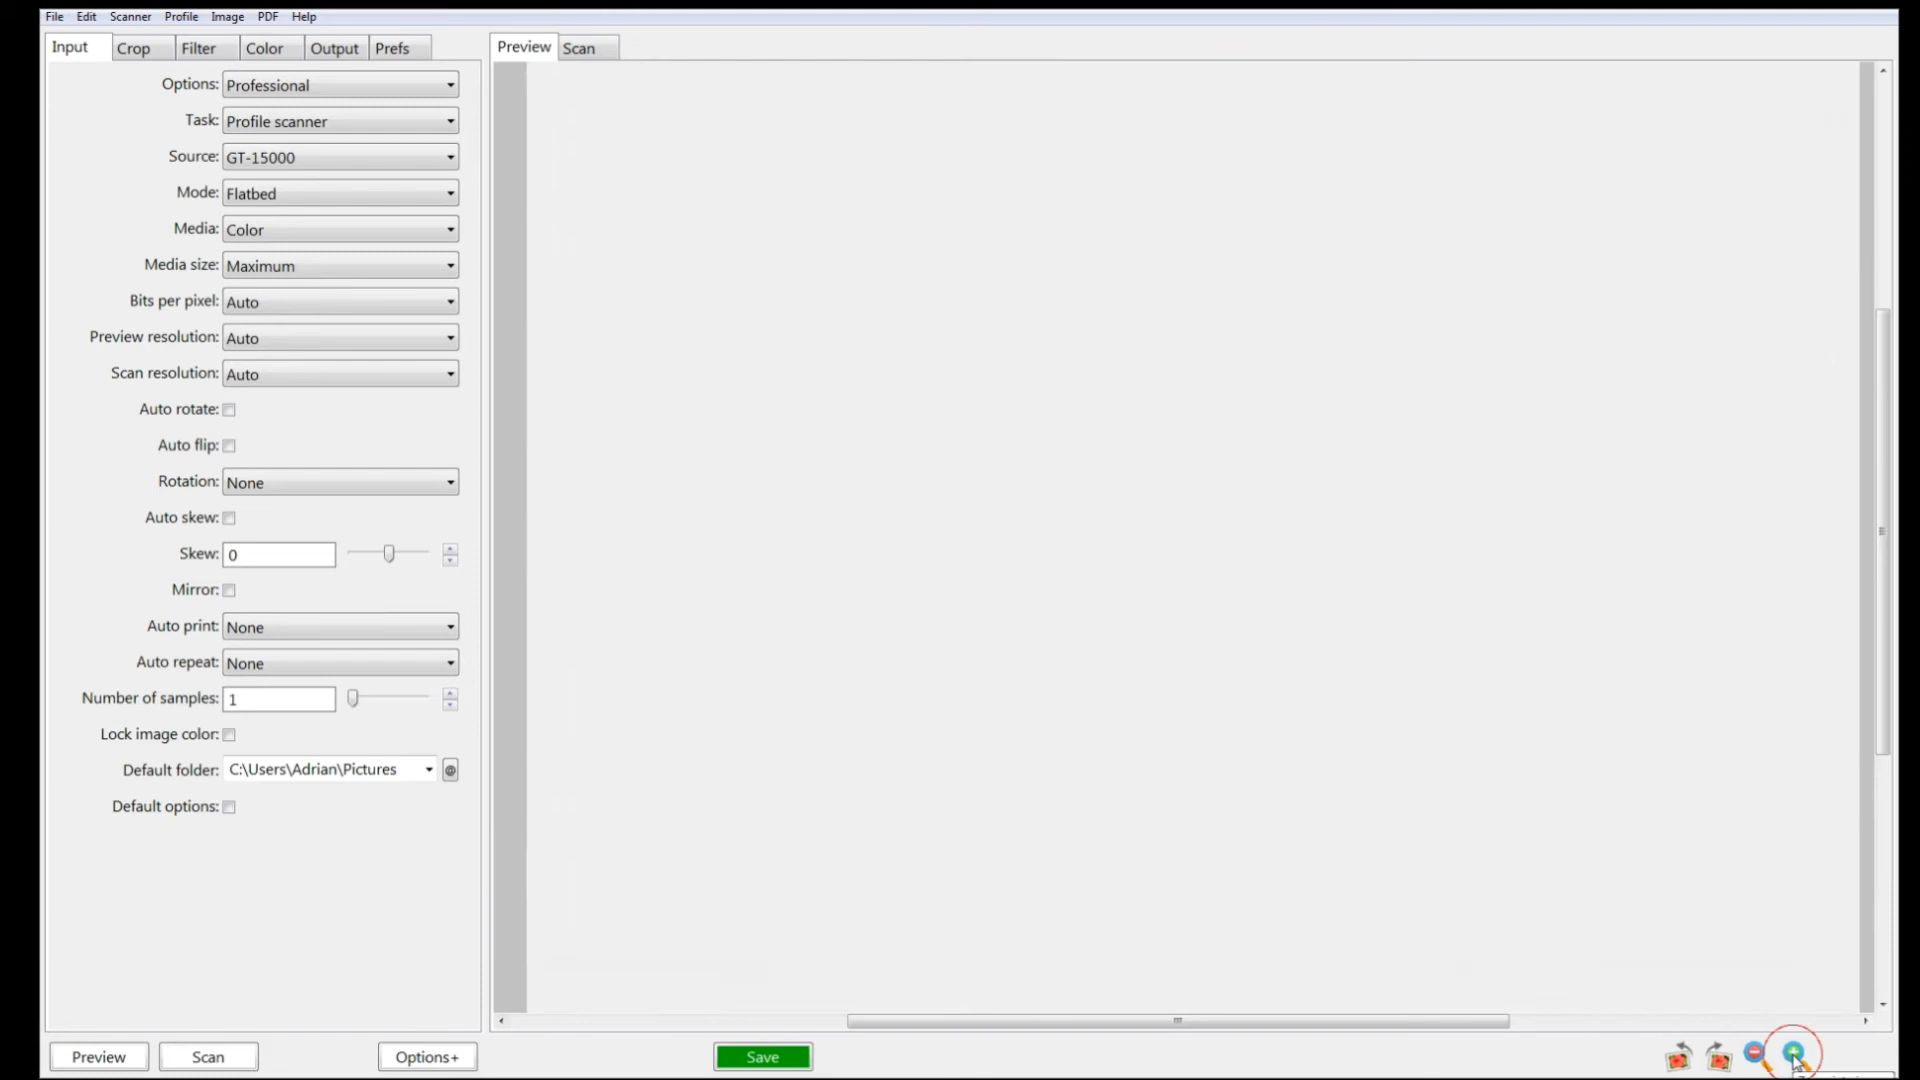 File Edit Scanner Profile Image PDF Help
Input Crop Filter Color Output Prefs Preview Scan
Options: Professional
Task: Profile scanner
Source: GT-15000
Mode: Flatbed
Media: Color
Media size: Maximum
Bits per pixel: Auto
Preview resolution: Auto
Scan resolution: Auto
Auto rotate:
Auto flip:
Rotation: None
Auto skew:
Skew: 0
Mirror:
Auto print: None
Auto repeat: None
Number of samples: 1
Lock image color:
Default folder: C:\Users\Adrian\Pictures @
Default options:
Preview Scan Options+ Save